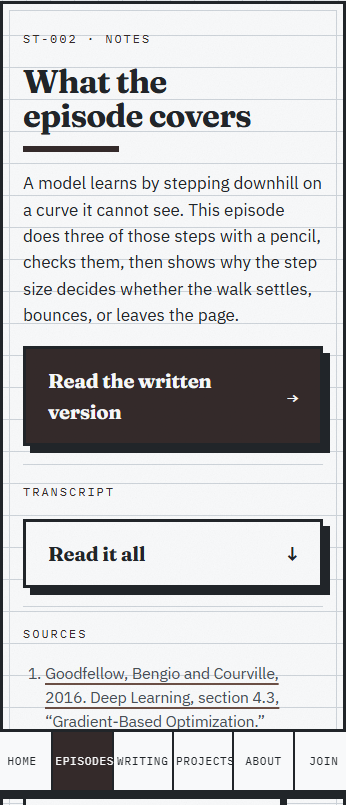 ST-002 · NOTES
What the
episode covers
A model learns by stepping downhill on
a curve it cannot see. This episode
does three of those steps with a pencil,
checks them, then shows why the step
size decides whether the walk settles,
bounces, or leaves the page.
Read the written
version →
TRANSCRIPT
Read it all ↓
SOURCES
1. Goodfellow, Bengio and Courville,
2016. Deep Learning, section 4.3,
“Gradient-Based Optimization.”
HOME EPISODES WRITING PROJECTS ABOUT JOIN